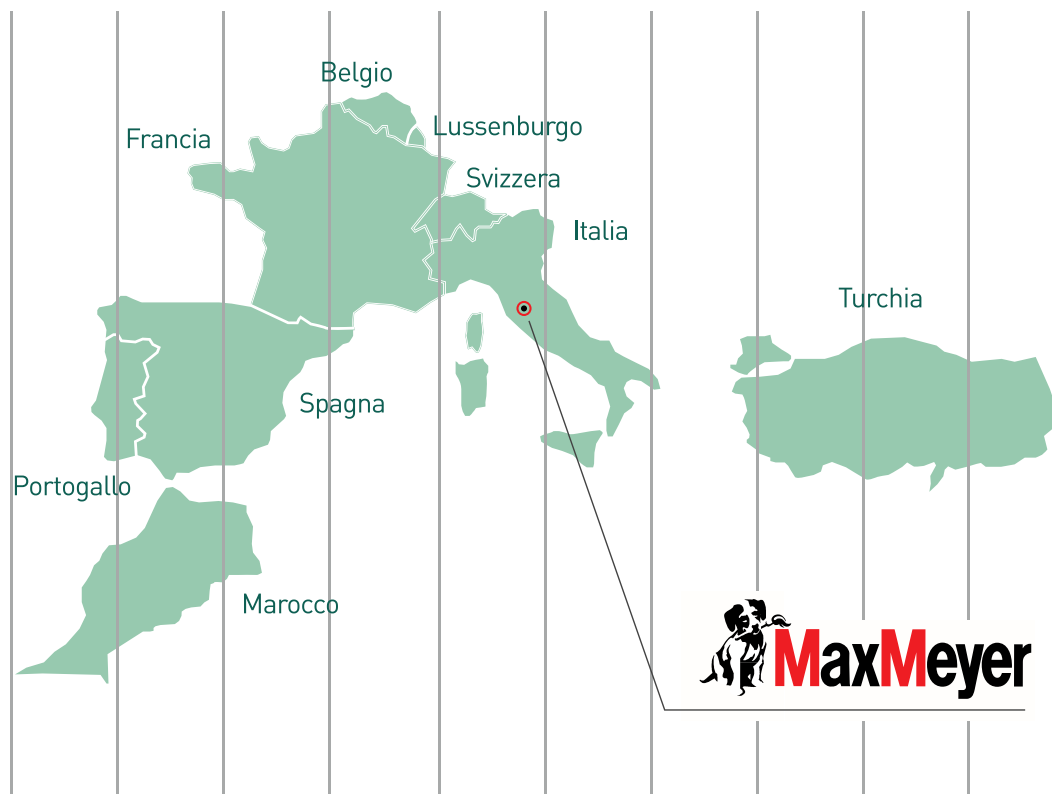 Belgio
Lussenburgo
Francia
Svizzera
Italia
Turchia
Spagna
Portogallo
Marocco
MaxMeyer